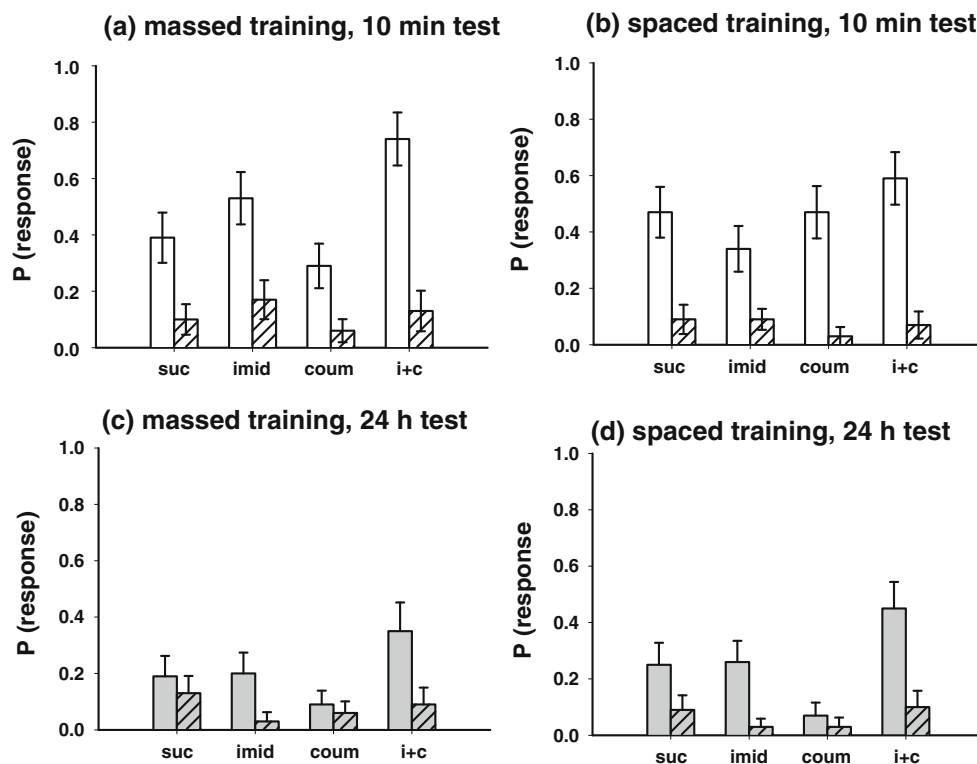 (a) massed training, 10 min test
P (response)
1.0
0.8
0.6
0.4
0.2
0.0
suc imid coum i+c
(b) spaced training, 10 min test
P (response)
1.0
0.8
0.6
0.4
0.2
0.0
suc imid coum i+c
(c) massed training, 24 h test
P (response)
1.0
0.8
0.6
0.4
0.2
0.0
suc imid coum i+c
(d) spaced training, 24 h test
P (response
1.0
0.8
0.6
0.4
0.2
0.0
suc imid coum i+c